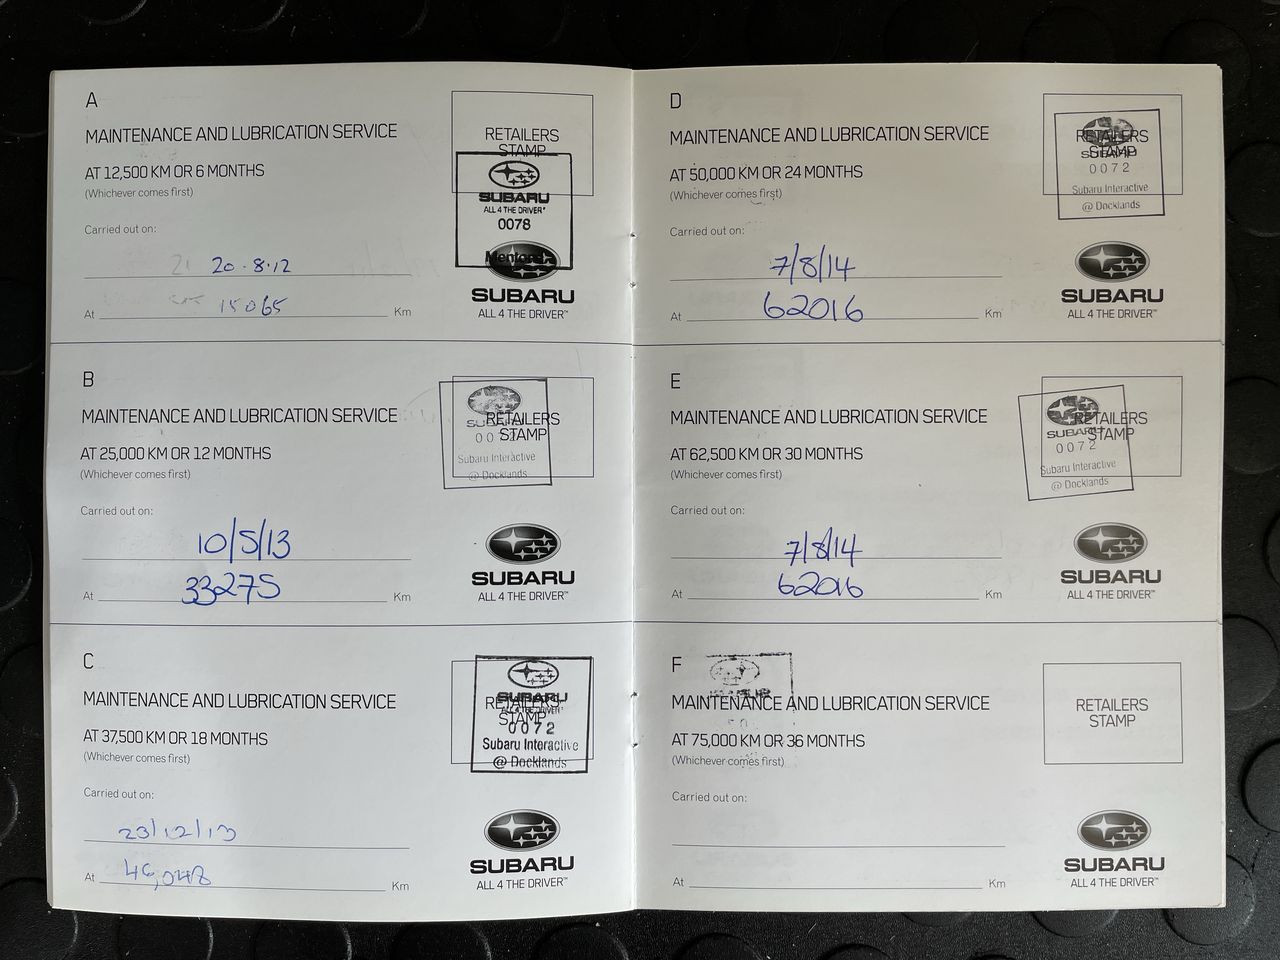 A
MAINTENANCE AND LUBRICATION SERVICE
AT 12,500 KM OR 6 MONTHS
(Whichever comes first)
Carried out on:
20·8·12
At 15065 Km
RETAILERS
STAMP
SUBARU
ALL 4 THE DRIVER
0078
SUBARU
ALL 4 THE DRIVER™
B
MAINTENANCE AND LUBRICATION SERVICE
AT 25,000 KM OR 12 MONTHS
(Whichever comes first)
Carried out on:
10/5/13
At 33275 Km
RETAILERS
STAMP
SUBARU
Subaru Interactive
@ Docklands
SUBARU
ALL 4 THE DRIVER™
C
MAINTENANCE AND LUBRICATION SERVICE
AT 37,500 KM OR 18 MONTHS
(Whichever comes first)
Carried out on:
23/12/13
At Km
RETAILERS
STAMP
SUBARU
ALL 4 THE DRIVER
0072
Subaru Interactive
@ Docklands
SUBARU
ALL 4 THE DRIVER™
D
MAINTENANCE AND LUBRICATION SERVICE
AT 50,000 KM OR 24 MONTHS
(Whichever comes first)
Carried out on:
7/8/14
At 62016 Km
RETAILERS
STAMP
SUBARU
0072
Subaru Interactive
@ Docklands
SUBARU
ALL 4 THE DRIVER™
E
MAINTENANCE AND LUBRICATION SERVICE
AT 62,500 KM OR 30 MONTHS
(Whichever comes first)
Carried out on:
7/8/14
At 62016 Km
RETAILERS
STAMP
SUBARU
0072
Subaru Interactive
@ Docklands
SUBARU
ALL 4 THE DRIVER™
F
MAINTENANCE AND LUBRICATION SERVICE
AT 75,000 KM OR 36 MONTHS
(Whichever comes first)
Carried out on:
At Km
RETAILERS
STAMP
SUBARU
ALL 4 THE DRIVER™